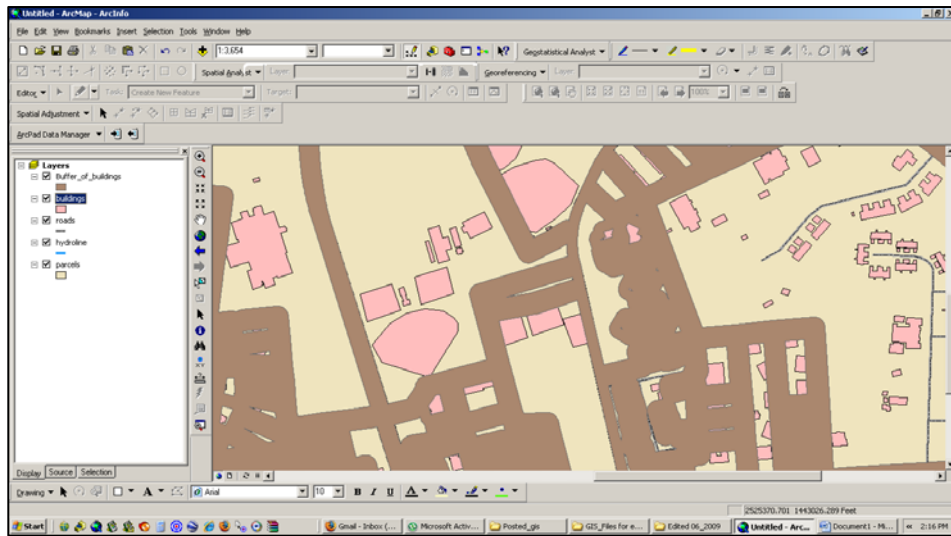 Untitled - ArcMap - ArcInfo
File Edit View Bookmarks Insert Selection Tools Window Help
1:3,654 Geostatistical Analyst
Spatial Analyst Layer: Georeferencing Layer:
Editor Task: Create New Feature Target: 100%
Spatial Adjustment
ArcPad Data Manager
Layers
Buffer_of_buildings
buildings
roads
hydroline
parcels
Display Source Selection
Drawing A Arial 10 B I U A
2525370.701 1443026.289 Feet
Start Gmail - Inbox (... Microsoft Activ... Posted_gis GIS_Files for e... Edited 06_2009 Untitled - Arc... Document1 - Mi... 2:16 PM